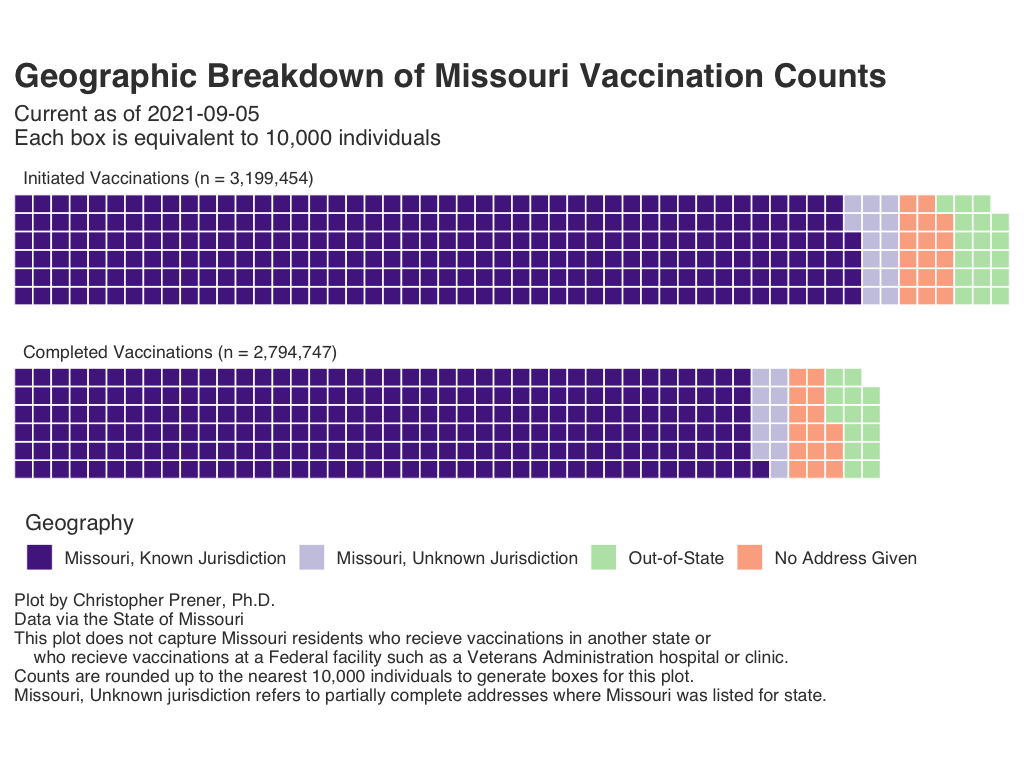 Geographic Breakdown of Missouri Vaccination Counts
Current as of 2021-09-05
Each box is equivalent to 10,000 individuals
Initiated Vaccinations (n = 3,199,454)
Completed Vaccinations (n = 2,794,747)
Geography
Missouri, Known Jurisdiction Missouri, Unknown Jurisdiction Out-of-State No Address Given
Plot by Christopher Prener, Ph.D.
Data via the State of Missouri
This plot does not capture Missouri residents who recieve vaccinations in another state or
who recieve vaccinations at a Federal facility such as a Veterans Administration hospital or clinic.
Counts are rounded up to the nearest 10,000 individuals to generate boxes for this plot.
Missouri, Unknown jurisdiction refers to partially complete addresses where Missouri was listed for state.